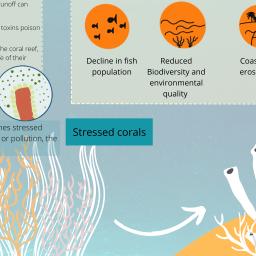 unoff can
toxins poison
he coral reef,
e of their
Decline in fish
population
Reduced
Biodiversity and
environmental
quality
Coas
eros
nes stressed
or pollution, the
Stressed corals